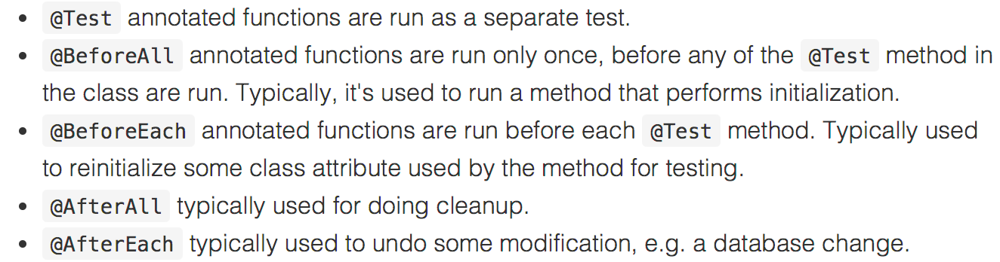 • @Test annotated functions are run as a separate test.
• @BeforeAll annotated functions are run only once, before any of the @Test method in
the class are run. Typically, it's used to run a method that performs initialization.
• @BeforeEach annotated functions are run before each @Test method. Typically used
to reinitialize some class attribute used by the method for testing.
• @AfterAll typically used for doing cleanup.
• @AfterEach typically used to undo some modification, e.g. a database change.